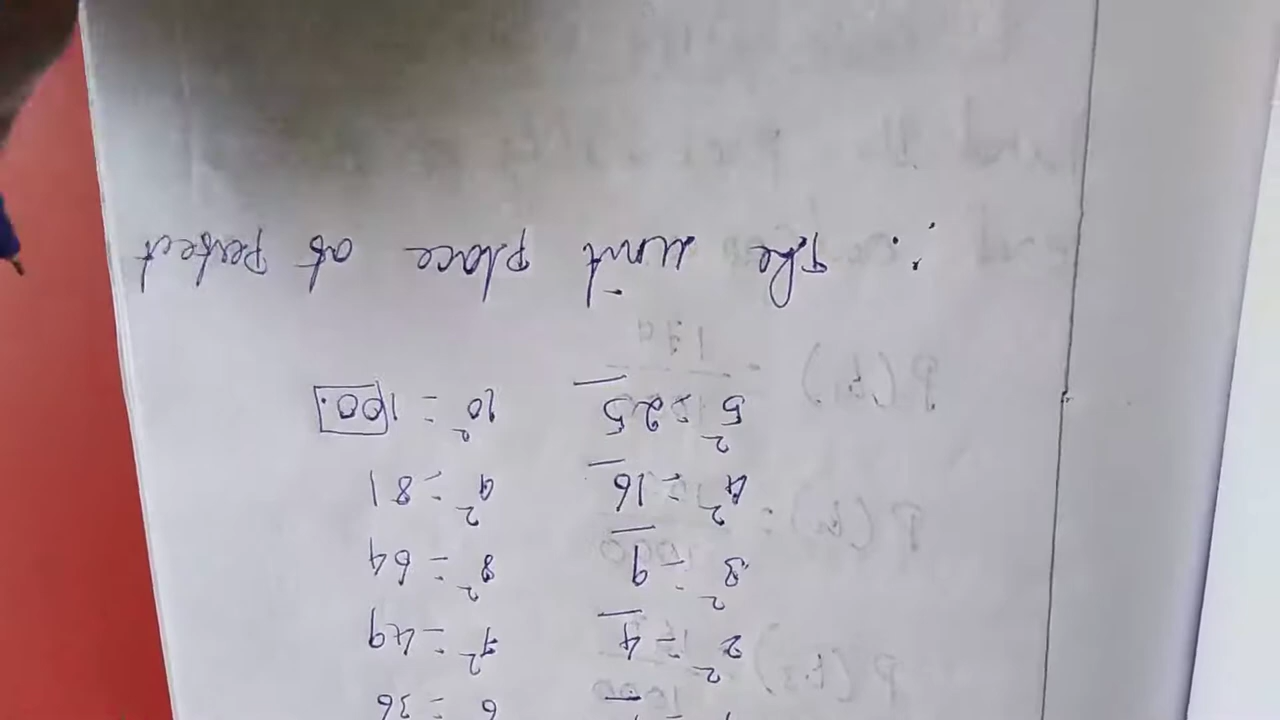 6 = 36
2² = 4 7² = 49
3² = 9 8² = 64
4² = 16 9² = 81
5² = 25 10² = 100.
∴ The unit place of perfect